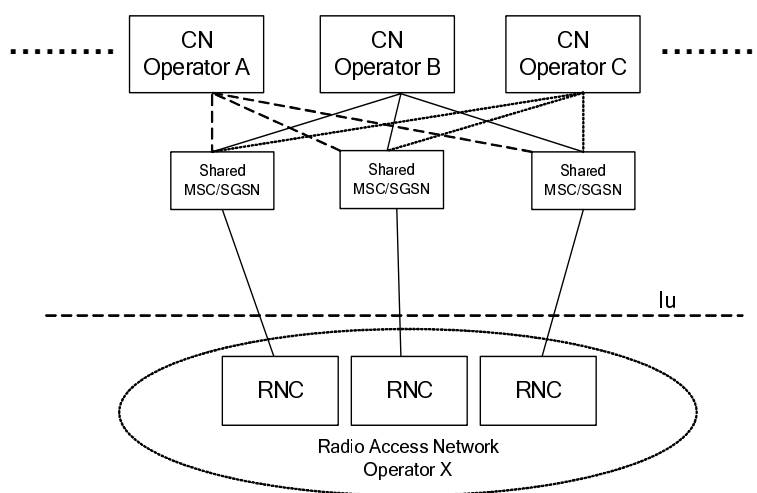 CN
Operator A
CN
Operator B
CN
Operator C
Shared
MSC/SGSN
Shared
MSC/SGSN
Shared
MSC/SGSN
Iu
RNC
RNC
RNC
Radio Access Network
Operator X